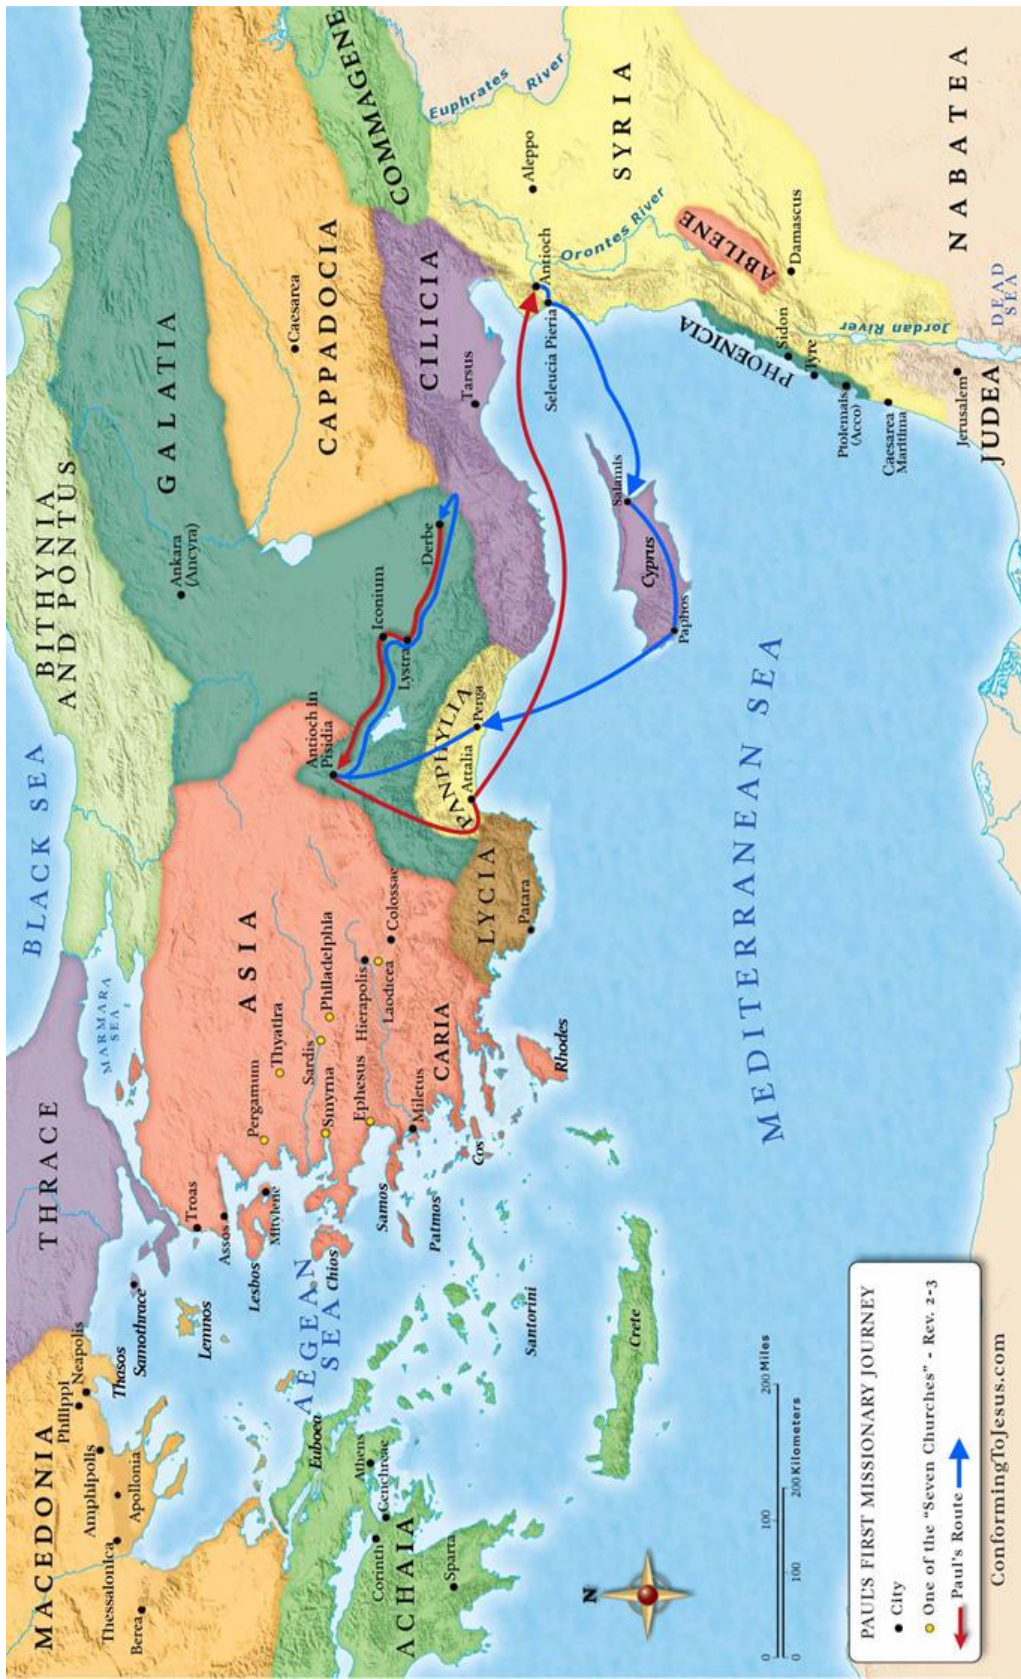 MACEDONIA
Philippi
Neapolis
Amphipolis
Apollonia
Thessalonica
Berea
THRACE
Thasos
Samothrace
BLACK SEA
MARMARA
SEA
BITHYNIA
AND PONTUS
GALATIA
Ankara
(Ancyra)
CAPPADOCIA
Caesarea
COMMAGENE
Euphrates
River
CILICIA
Tarsus
SYRIA
Aleppo
Antioch
Seleucia Pieria
Orontes River
ABILENE
Damascus
PHOENICIA
Sidon
Tyre
Ptolemais
(Acco)
Caesarea
Maritima
Jordan River
NABATEA
DEAD
SEA
JUDEA
Jerusalem
Derbe
Iconium
Lystra
Antioch in
Pisidia
PANPHYLIA
Perga
Attalia
LYCIA
Patara
ASIA
Pergamum
Thyatira
Sardis
Smyrna
Philadelphia
Ephesus
Hierapolis
Laodicea
Colossae
Miletus
CARIA
Troas
Assos
Mitylene
Lesbos
Lemnos
Chios
Samos
Patmos
Cos
Rhodes
AEGEAN
SEA
Euboea
Athens
Cenchreae
Corinth
ACHAIA
Sparta
Santorini
Crete
Cyprus
Salamis
Paphos
MEDITERRANEAN SEA
N
0 100 200 Miles
0 100 200 Kilometers
PAUL'S FIRST MISSIONARY JOURNEY
City
One of the "Seven Churches" - Rev. 2-3
Paul's Route
ConformingToJesus.com